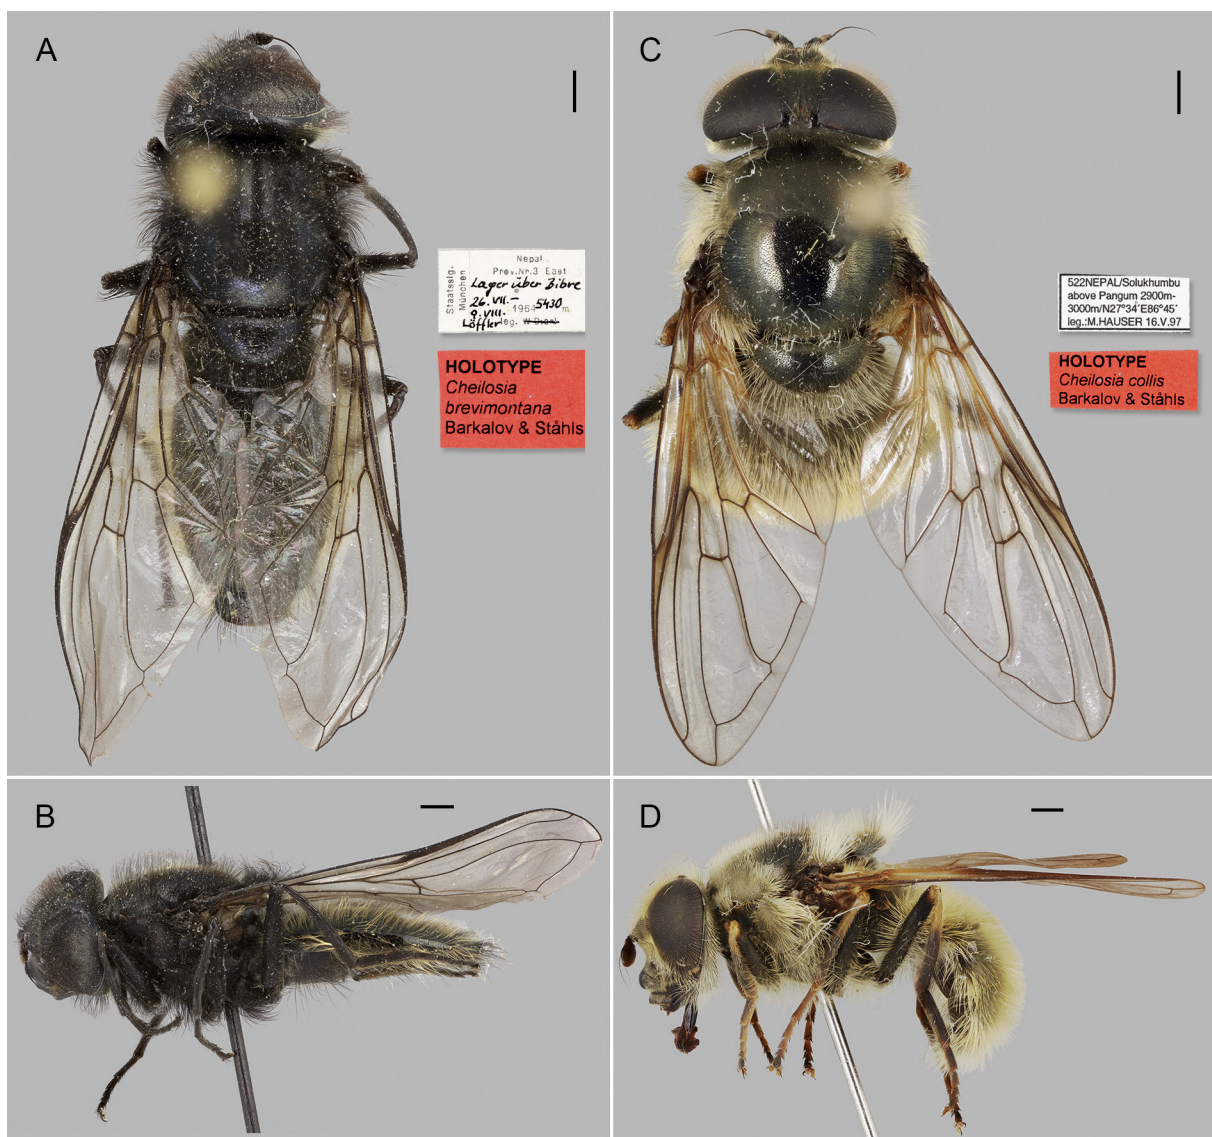 A
Staatsslg.
München
Nepal
Prov.Nr.3 East
Lager über Bibre
26. VII. –
9. VIII. 1964 5430 m
Löffler leg.
HOLOTYPE
Cheilosia
brevimontana
Barkalov & Ståhls
C
522NEPAL/Solukhumbu
above Pangum 2900m-
3000m/N27°34´E86°45´
leg.:M.HAUSER 16.V.97
HOLOTYPE
Cheilosia collis
Barkalov & Ståhls
B
D